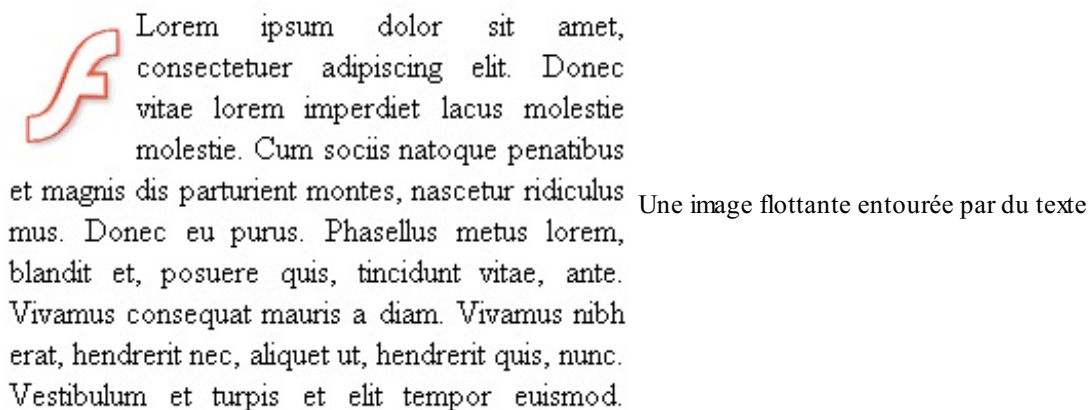 Lorem ipsum dolor sit amet,
consectetuer adipiscing elit. Donec
vitae lorem imperdiet lacus molestie
molestie. Cum sociis natoque penatibus
et magnis dis parturient montes, nascetur ridiculus
mus. Donec eu purus. Phasellus metus lorem,
blandit et, posuere quis, tincidunt vitae, ante.
Vivamus consequat mauris a diam. Vivamus nibh
erat, hendrerit nec, aliquet ut, hendrerit quis, nunc.
Vestibulum et turpis et elit tempor euismod.
Une image flottante entourée par du texte